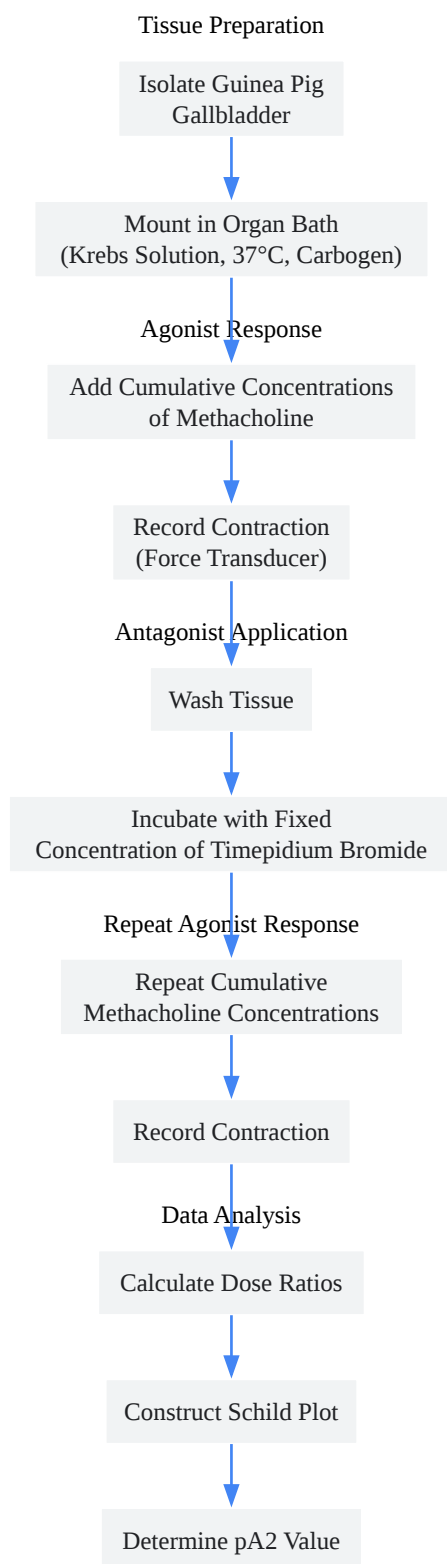 Tissue Preparation
Isolate Guinea Pig
Gallbladder
Mount in Organ Bath
(Krebs Solution, 37°C, Carbogen)
Agonist Response
Add Cumulative Concentrations
of Methacholine
Record Contraction
(Force Transducer)
Antagonist Application
Wash Tissue
Incubate with Fixed
Concentration of Timepidium Bromide
Repeat Agonist Response
Repeat Cumulative
Methacholine Concentrations
Record Contraction
Data Analysis
Calculate Dose Ratios
Construct Schild Plot
Determine pA2 Value